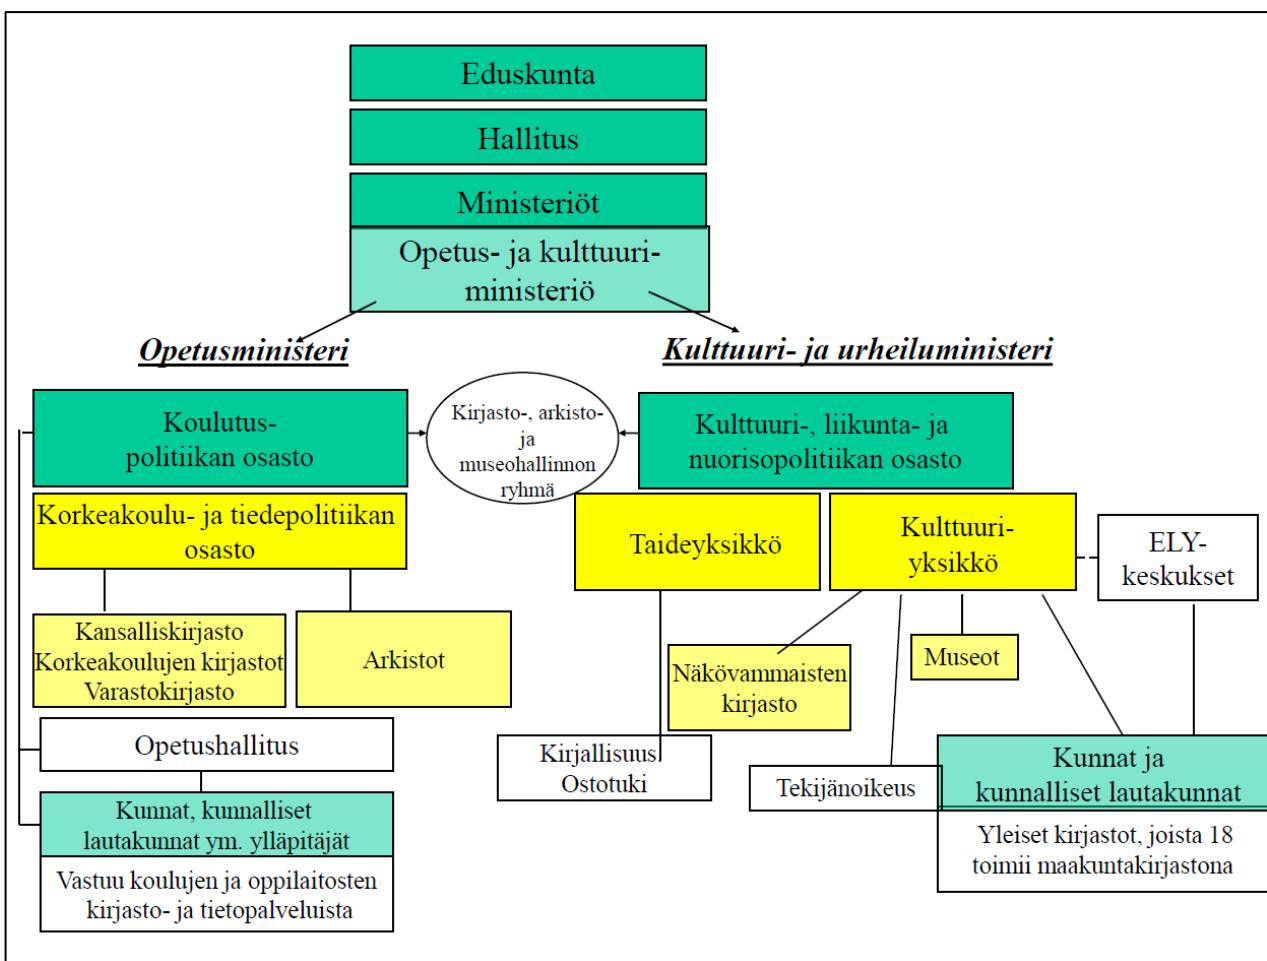 Eduskunta
Hallitus
Ministeriöt
Opetus- ja kulttuuri-
ministeriö
Opetusministeri
Kulttuuri- ja urheiluministeri
Koulutus-
politiikan osasto
Kirjasto-, arkisto-
ja
museohallinnon
ryhmä
Kulttuuri-, liikunta- ja
nuorisopolitiikan osasto
Korkeakoulu- ja tiedepolitiikan
osasto
Taideyksikkö
Kulttuuri-
yksikkö
ELY-
keskukset
Kansalliskirjasto
Korkeakoulujen kirjastot
Varastokirjasto
Arkistot
Näkövammaisten
kirjasto
Museot
Opetushallitus
Kirjallisuus
Ostotuki
Tekijänoikeus
Kunnat ja
kunnalliset lautakunnat
Kunnat, kunnalliset
lautakunnat ym. ylläpitäjät
Yleiset kirjastot, joista 18
toimii maakuntakirjastona
Vastuu koulujen ja oppilaitosten
kirjasto- ja tietopalveluista